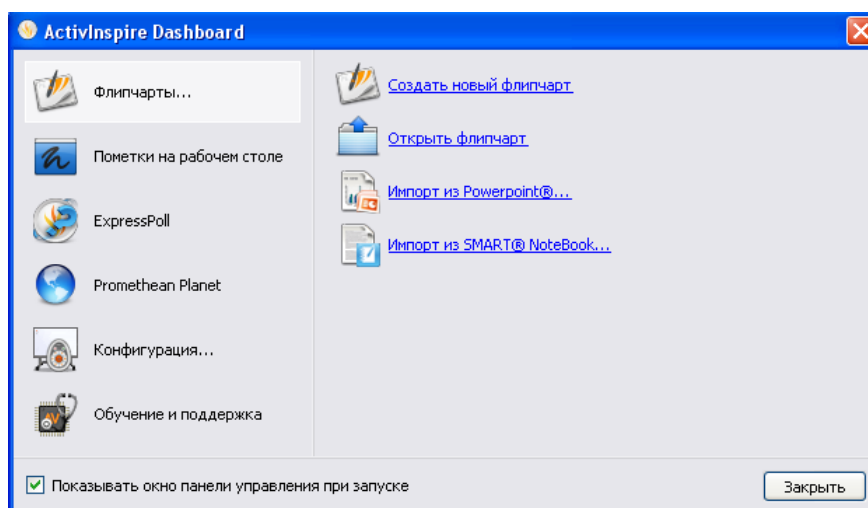 ActivInspire Dashboard
Флипчарты...
Пометки на рабочем столе
ExpressPoll
Promethean Planet
Конфигурация...
Обучение и поддержка
Создать новый флипчарт
Открыть флипчарт
Импорт из Powerpoint®...
Импорт из SMART® NoteBook...
Показывать окно панели управления при запуске
Закрыть